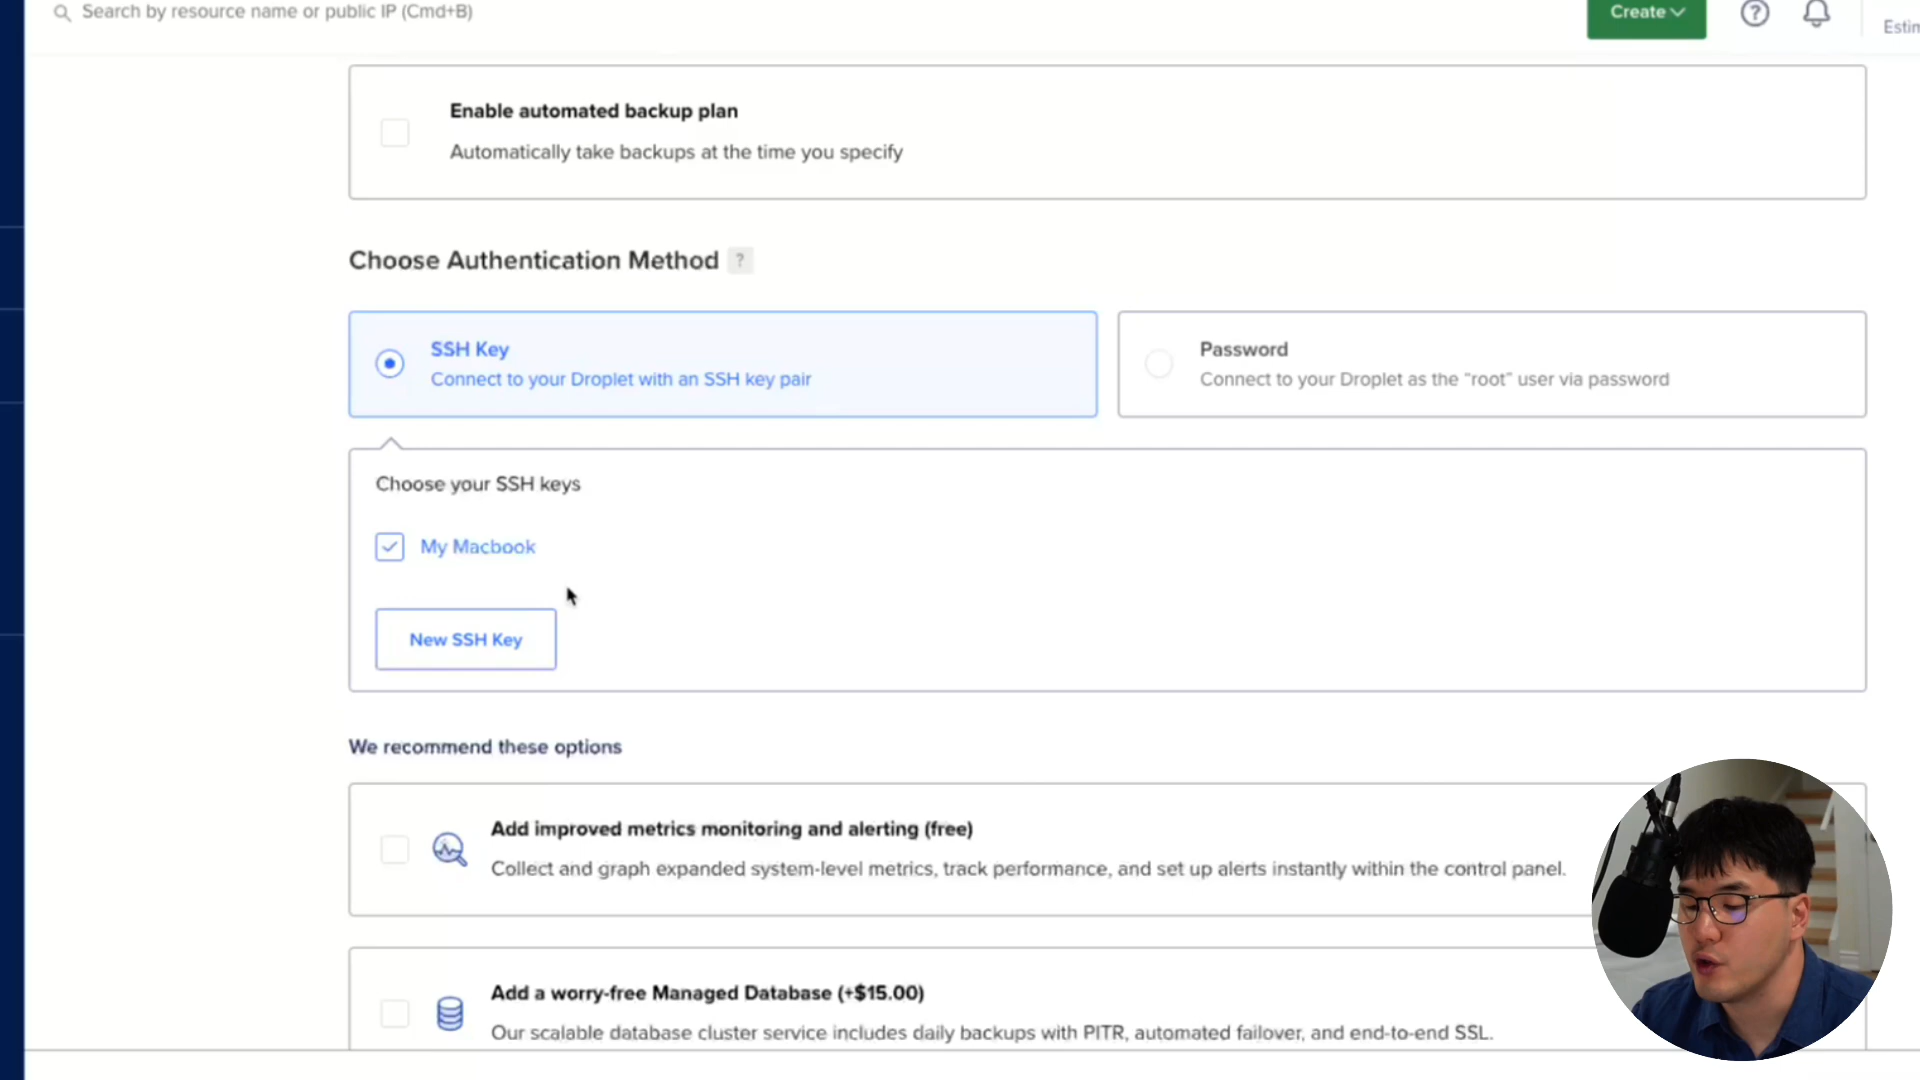 Search by resource name or public IP (Cmd+B)
Create
?
Enable automated backup plan
Automatically take backups at the time you specify
Choose Authentication Method ?
SSH Key
Connect to your Droplet with an SSH key pair
Password
Connect to your Droplet as the "root" user via password
Choose your SSH keys
My Macbook
New SSH Key
We recommend these options
Add improved metrics monitoring and alerting (free)
Collect and graph expanded system-level metrics, track performance, and set up alerts instantly within the control panel.
Add a worry-free Managed Database (+$15.00)
Our scalable database cluster service includes daily backups with PITR, automated failover, and end-to-end SSL.